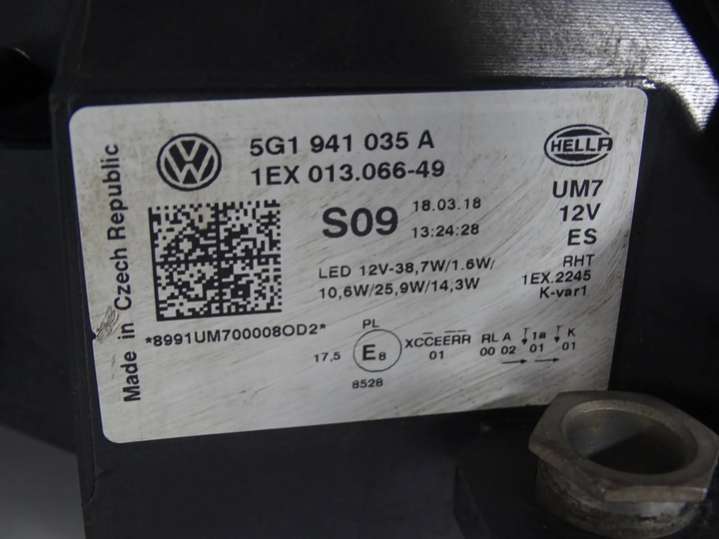 Made in Czech Republic
VW
5G1 941 035 A
1EX 013.066-49
HELLA
UM7
12V
ES
S09
18.03.18
13:24:28
LED 12V-38,7W/1.6W/
10,6W/25,9W/14,3W
RHT
1EX.2245
K-var1
*8991UM700008OD2*
PL
17,5
E8
8528
XCCEERR
01
RL A 1a K
00 02 01 01